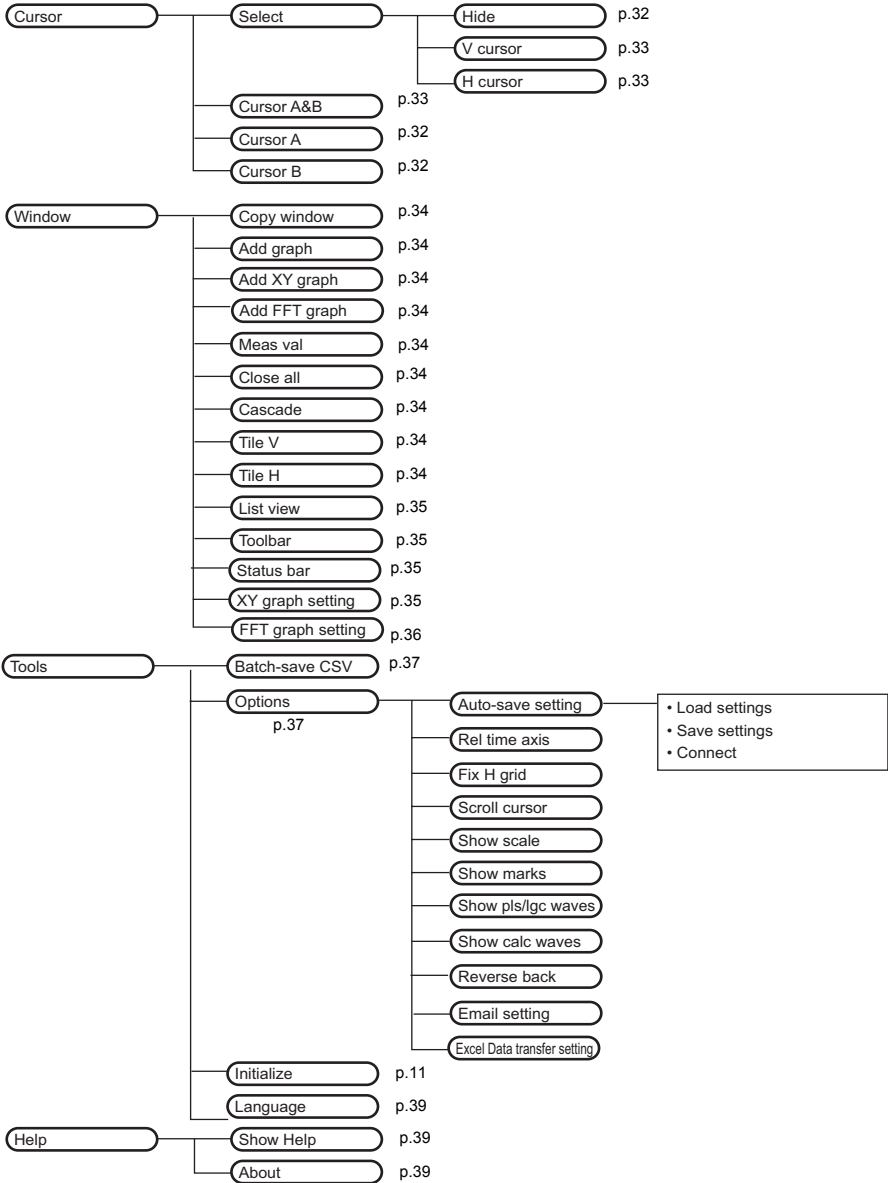 Cursor Select Hide p.32
V cursor p.33
H cursor p.33
Cursor A&B p.33
Cursor A p.32
Cursor B p.32
Window Copy window p.34
Add graph p.34
Add XY graph p.34
Add FFT graph p.34
Meas val p.34
Close all p.34
Cascade p.34
Tile V p.34
Tile H p.34
List view p.35
Toolbar p.35
Status bar p.35
XY graph setting p.35
FFT graph setting p.36
Tools Batch-save CSV p.37
Options Auto-save setting • Load settings
p.37
• Save settings
• Connect
Rel time axis
Fix H grid
Scroll cursor
Show scale
Show marks
Show pls/lgc waves
Show calc waves
Reverse back
Email setting
Excel Data transfer setting
Initialize p.11
Language p.39
Help Show Help p.39
About p.39